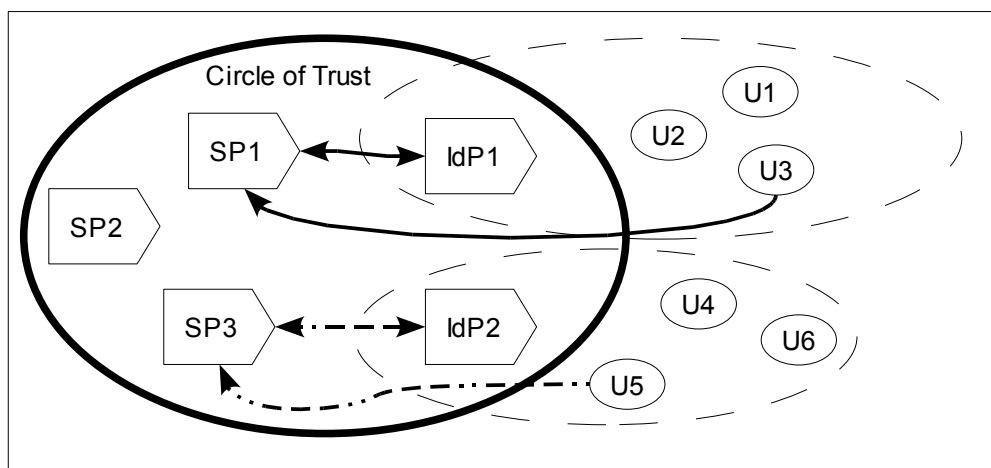 Circle of Trust
U1
U2
SP1
IdP1
U3
SP2
U4
SP3
IdP2
U6
U5